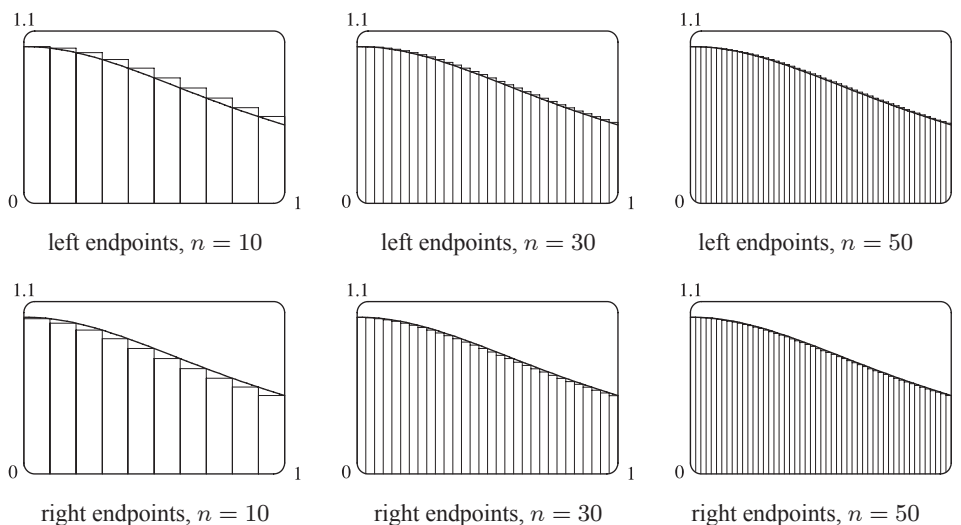 1.1 1.1 1.1
0 1 0 1 0 1
left endpoints, n = 10 left endpoints, n = 30 left endpoints, n = 50
1.1 1.1 1.1
0 1 0 1 0 1
right endpoints, n = 10 right endpoints, n = 30 right endpoints, n = 50